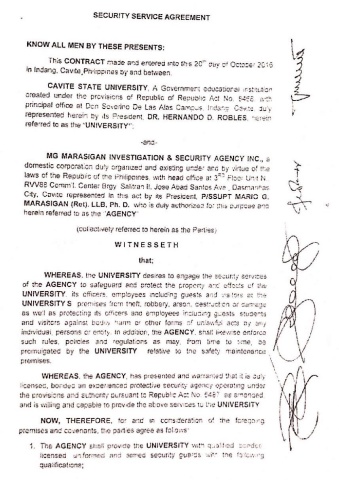 SECURITY SERVICE AGREEMENT
KNOW ALL MEN BY THESE PRESENTS:
This CONTRACT made and entered into this 20th day of October 2016
in Indang, Cavite, Philippines by and between:
CAVITE STATE UNIVERSITY, A Government educational institution
created under the provisions of Republic of Republic Act No. 8468 with
principal office at Don Severino De Las Alas Campus, Indang, Cavite duly
represented herein by its President, DR. HERNANDO D. ROBLES, herein
referred to as the "UNIVERSITY";
-and-
MG MARASIGAN INVESTIGATION & SECURITY AGENCY INC., a
domestic corporation duly organized and existing under and by virtue of the
laws of the Republic of the Philippines, with head office at 3RD Floor Unit N,
RVV88 Comm'l. Center Brgy. Salitran II, Jose Abad Santos Ave., Dasmariñas
City, Cavite represented in this act by its President, P/SSUPT MARIO G.
MARASIGAN (Ret). LLB, Ph. D. who is duly authorized for this purpose and
herein referred to as the "AGENCY"
(collectively referred to herein as the Parties)
W I T N E S S E T H
that;
WHEREAS, the UNIVERSITY desires to engage the security services
of the AGENCY to safeguard and protect the property and effects of the
UNIVERSITY, its officers, employees including guests and visitors at the
UNIVERSITY'S premises from theft, robbery, arson, destruction or damage
as well as protecting its officers and employees including guests, students
and visitors against bodily harm or other forms of unlawful acts by any
individual, persons or entity. In addition, the AGENCY, shall likewise enforce
such rules, policies and regulations as may, from time to time, be
promulgated by the UNIVERSITY relative to the safety maintenance
premises.
WHEREAS, the AGENCY, has presented and warranted that it is duly
licensed, bonded an experienced protective security agency operating under
the provisions and authority pursuant to Republic Act No. 5487 as amended
and is willing and capable to provide the above services to the UNIVERSITY
NOW, THEREFORE, for and in consideration of the foregoing
premises and covenants, the parties agree as follows:
1. The AGENCY shall provide the UNIVERSITY with qualified, bonded,
licensed, uniformed and armed security guards with the following
qualifications;